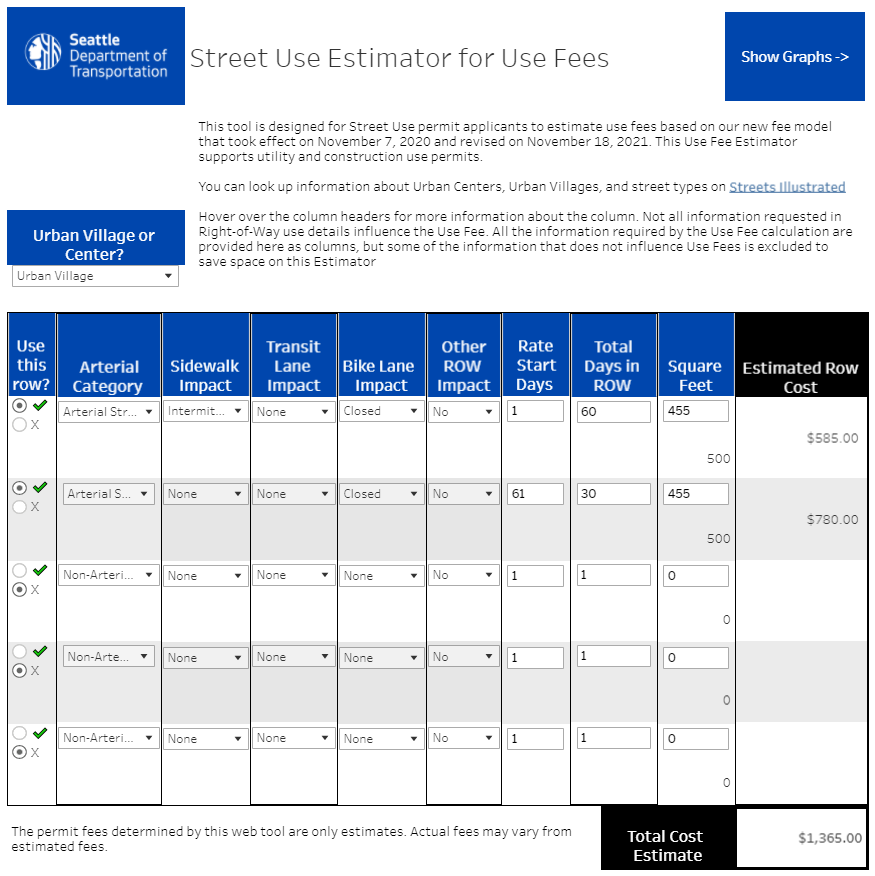 Seattle
Department of
Transportation
Street Use Estimator for Use Fees
Show Graphs ->
This tool is designed for Street Use permit applicants to estimate use fees based on our new fee model
that took effect on November 7, 2020 and revised on November 18, 2021. This Use Fee Estimator
supports utility and construction use permits.
You can look up information about Urban Centers, Urban Villages, and street types on Streets Illustrated
Hover over the column headers for more information about the column. Not all information requested in
Right-of-Way use details influence the Use Fee. All the information required by the Use Fee calculation are
provided here as columns, but some of the information that does not influence Use Fees is excluded to
save space on this Estimator
Urban Village or
Center?
Urban Village
Use this row? Arterial Category Sidewalk Impact Transit Lane Impact Bike Lane Impact Other ROW Impact Rate Start Days Total Days in ROW Square Feet Estimated Row Cost
Arterial Str... Intermit... None Closed No 1 60 455
X
$585.00
500
Arterial S... None None Closed No 61 30 455
X
$780.00
500
Non-Arteri... None None None No 1 1 0
X
0
Non-Arte... None None None No 1 1 0
X
0
Non-Arteri... None None None No 1 1 0
X
0
The permit fees determined by this web tool are only estimates. Actual fees may vary from
estimated fees.
Total Cost
Estimate
$1,365.00